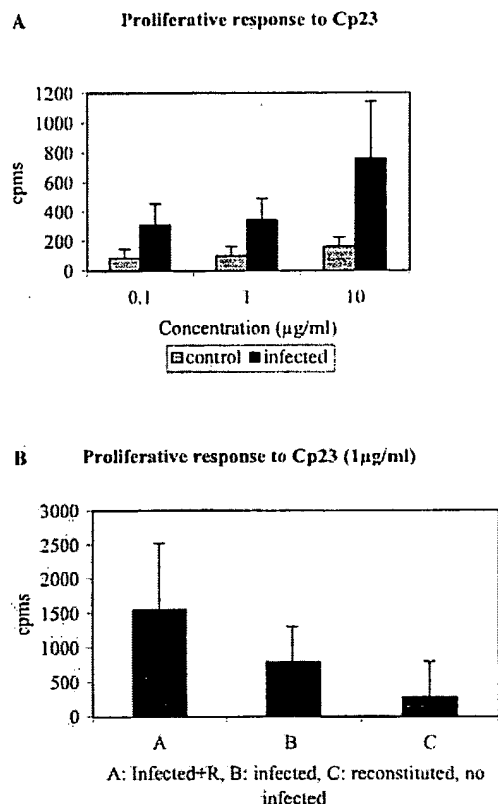 A Proliferative response to Cp23
1200
1000
800
600
400
200
0
cpms
0,1 1 10
Concentration (µg/ml)
control infected
B Proliferative response to Cp23 (1µg/ml)
3000
2500
2000
1500
1000
500
0
cpms
A B C
A: Infected+R, B: infected, C: reconstituted, no
infected